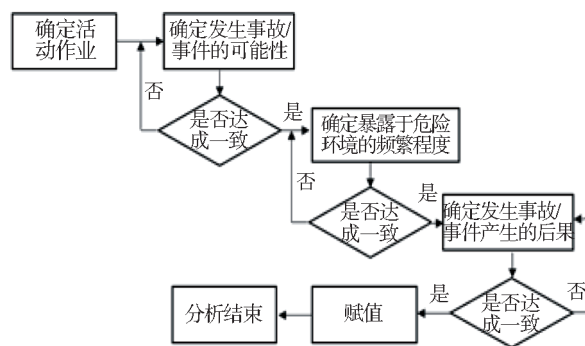 确定活
动作业
确定发生事故/
事件的可能性
否
是否达
成一致
是
确定暴露于危险
环境的频繁程度
否
是否达
成一致
是
确定发生事故/
事件产生的后果
是否达
成一致
否
是
赋值
分析结束